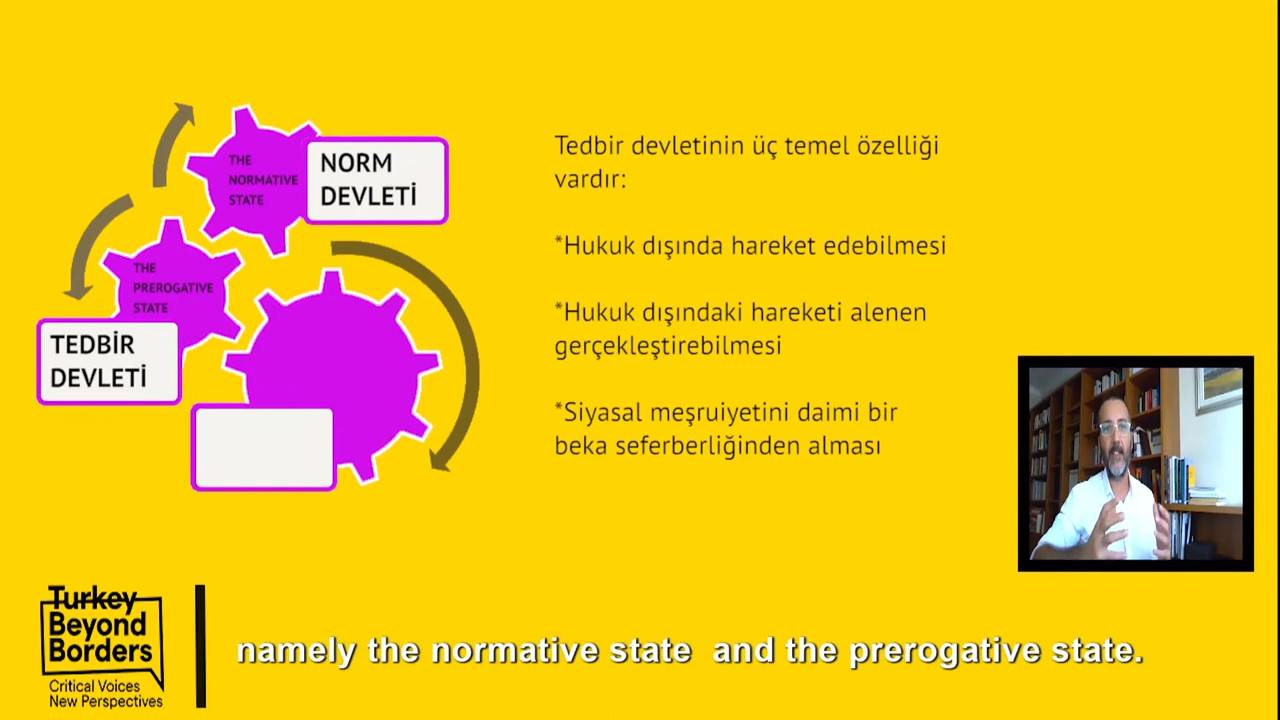 THE
NORMATIVE
STATE
NORM
DEVLETİ
THE
PREROGATIVE
STATE
TEDBİR
DEVLETİ
Tedbir devletinin üç temel özelliği
vardır:
*Hukuk dışında hareket edebilmesi
*Hukuk dışındaki hareketi alenen
gerçekleştirebilmesi
*Siyasal meşruiyetini daimi bir
beka seferberliğinden alması
Turkey
Beyond
Borders
Critical Voices
New Perspectives
namely the normative state and the prerogative state.